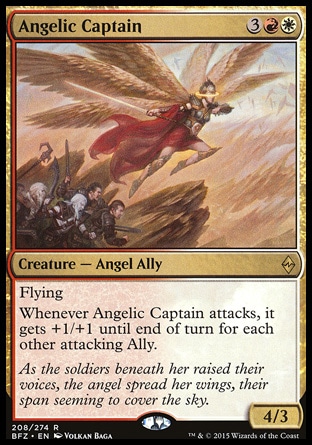 Angelic Captain 3
Creature — Angel Ally
Flying
Whenever Angelic Captain attacks, it
gets +1/+1 until end of turn for each
other attacking Ally.
As the soldiers beneath her raised their
voices, the angel spread her wings, their
span seeming to cover the sky.
4/3
208/274 R
BFZ • EN VOLKAN BAGA
™ & © 2015 Wizards of the Coast